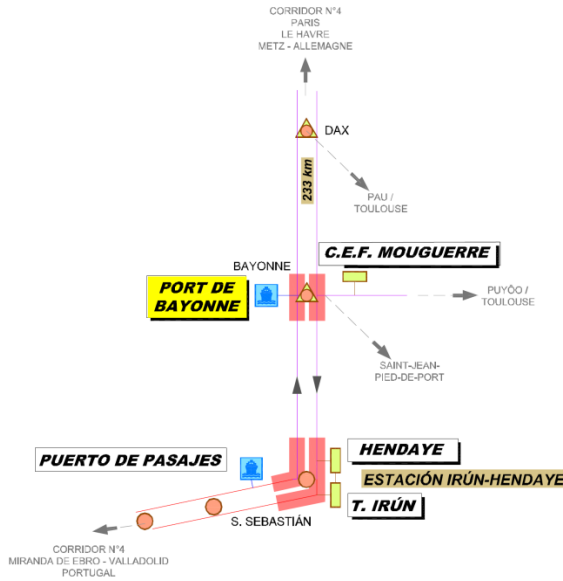 CORRIDOR N°4
PARIS
LE HAVRE
METZ - ALLEMAGNE
DAX
233 km
PAU /
TOULOUSE
C.E.F. MOUGUERRE
BAYONNE
PORT DE
BAYONNE
PUYÔO /
TOULOUSE
SAINT-JEAN-
PIED-DE-PORT
HENDAYE
PUERTO DE PASAJES
ESTACIÓN IRÚN-HENDAYE
T. IRÚN
S. SEBASTIÁN
CORRIDOR N°4
MIRANDA DE EBRO - VALLADOLID
PORTUGAL